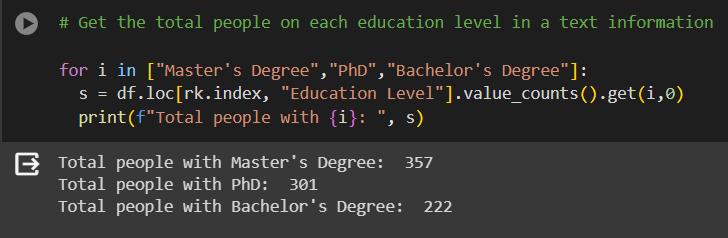 # Get the total people on each education level in a text information
for i in ["Master's Degree","PhD","Bachelor's Degree"]:
  s = df.loc[rk.index, "Education Level"].value_counts().get(i,0)
  print(f"Total people with {i}: ", s)
Total people with Master's Degree:  357
Total people with PhD:  301
Total people with Bachelor's Degree:  222